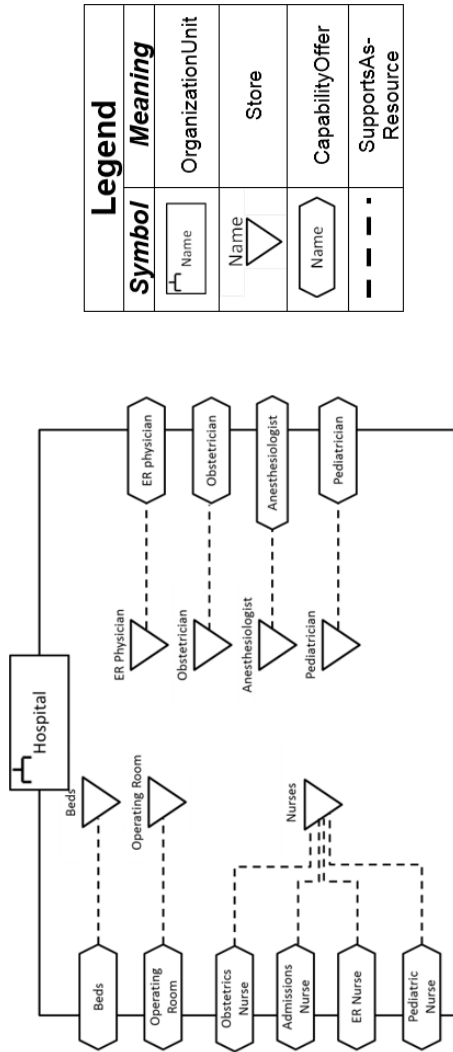 Hospital
Beds
Beds
Operating Room
Operating
Room
Nurses
Obstetrics
Nurse
Admissions
Nurse
ER Nurse
Pediatric
Nurse
ER Physician
ER physician
Obstetrician
Obstetrician
Anesthesiologist
Anesthesiologist
Pediatrician
Pediatrician
Legend
Symbol Meaning
Name OrganizationUnit
Name Store
Name CapabilityOffer
SupportsAs-
Resource